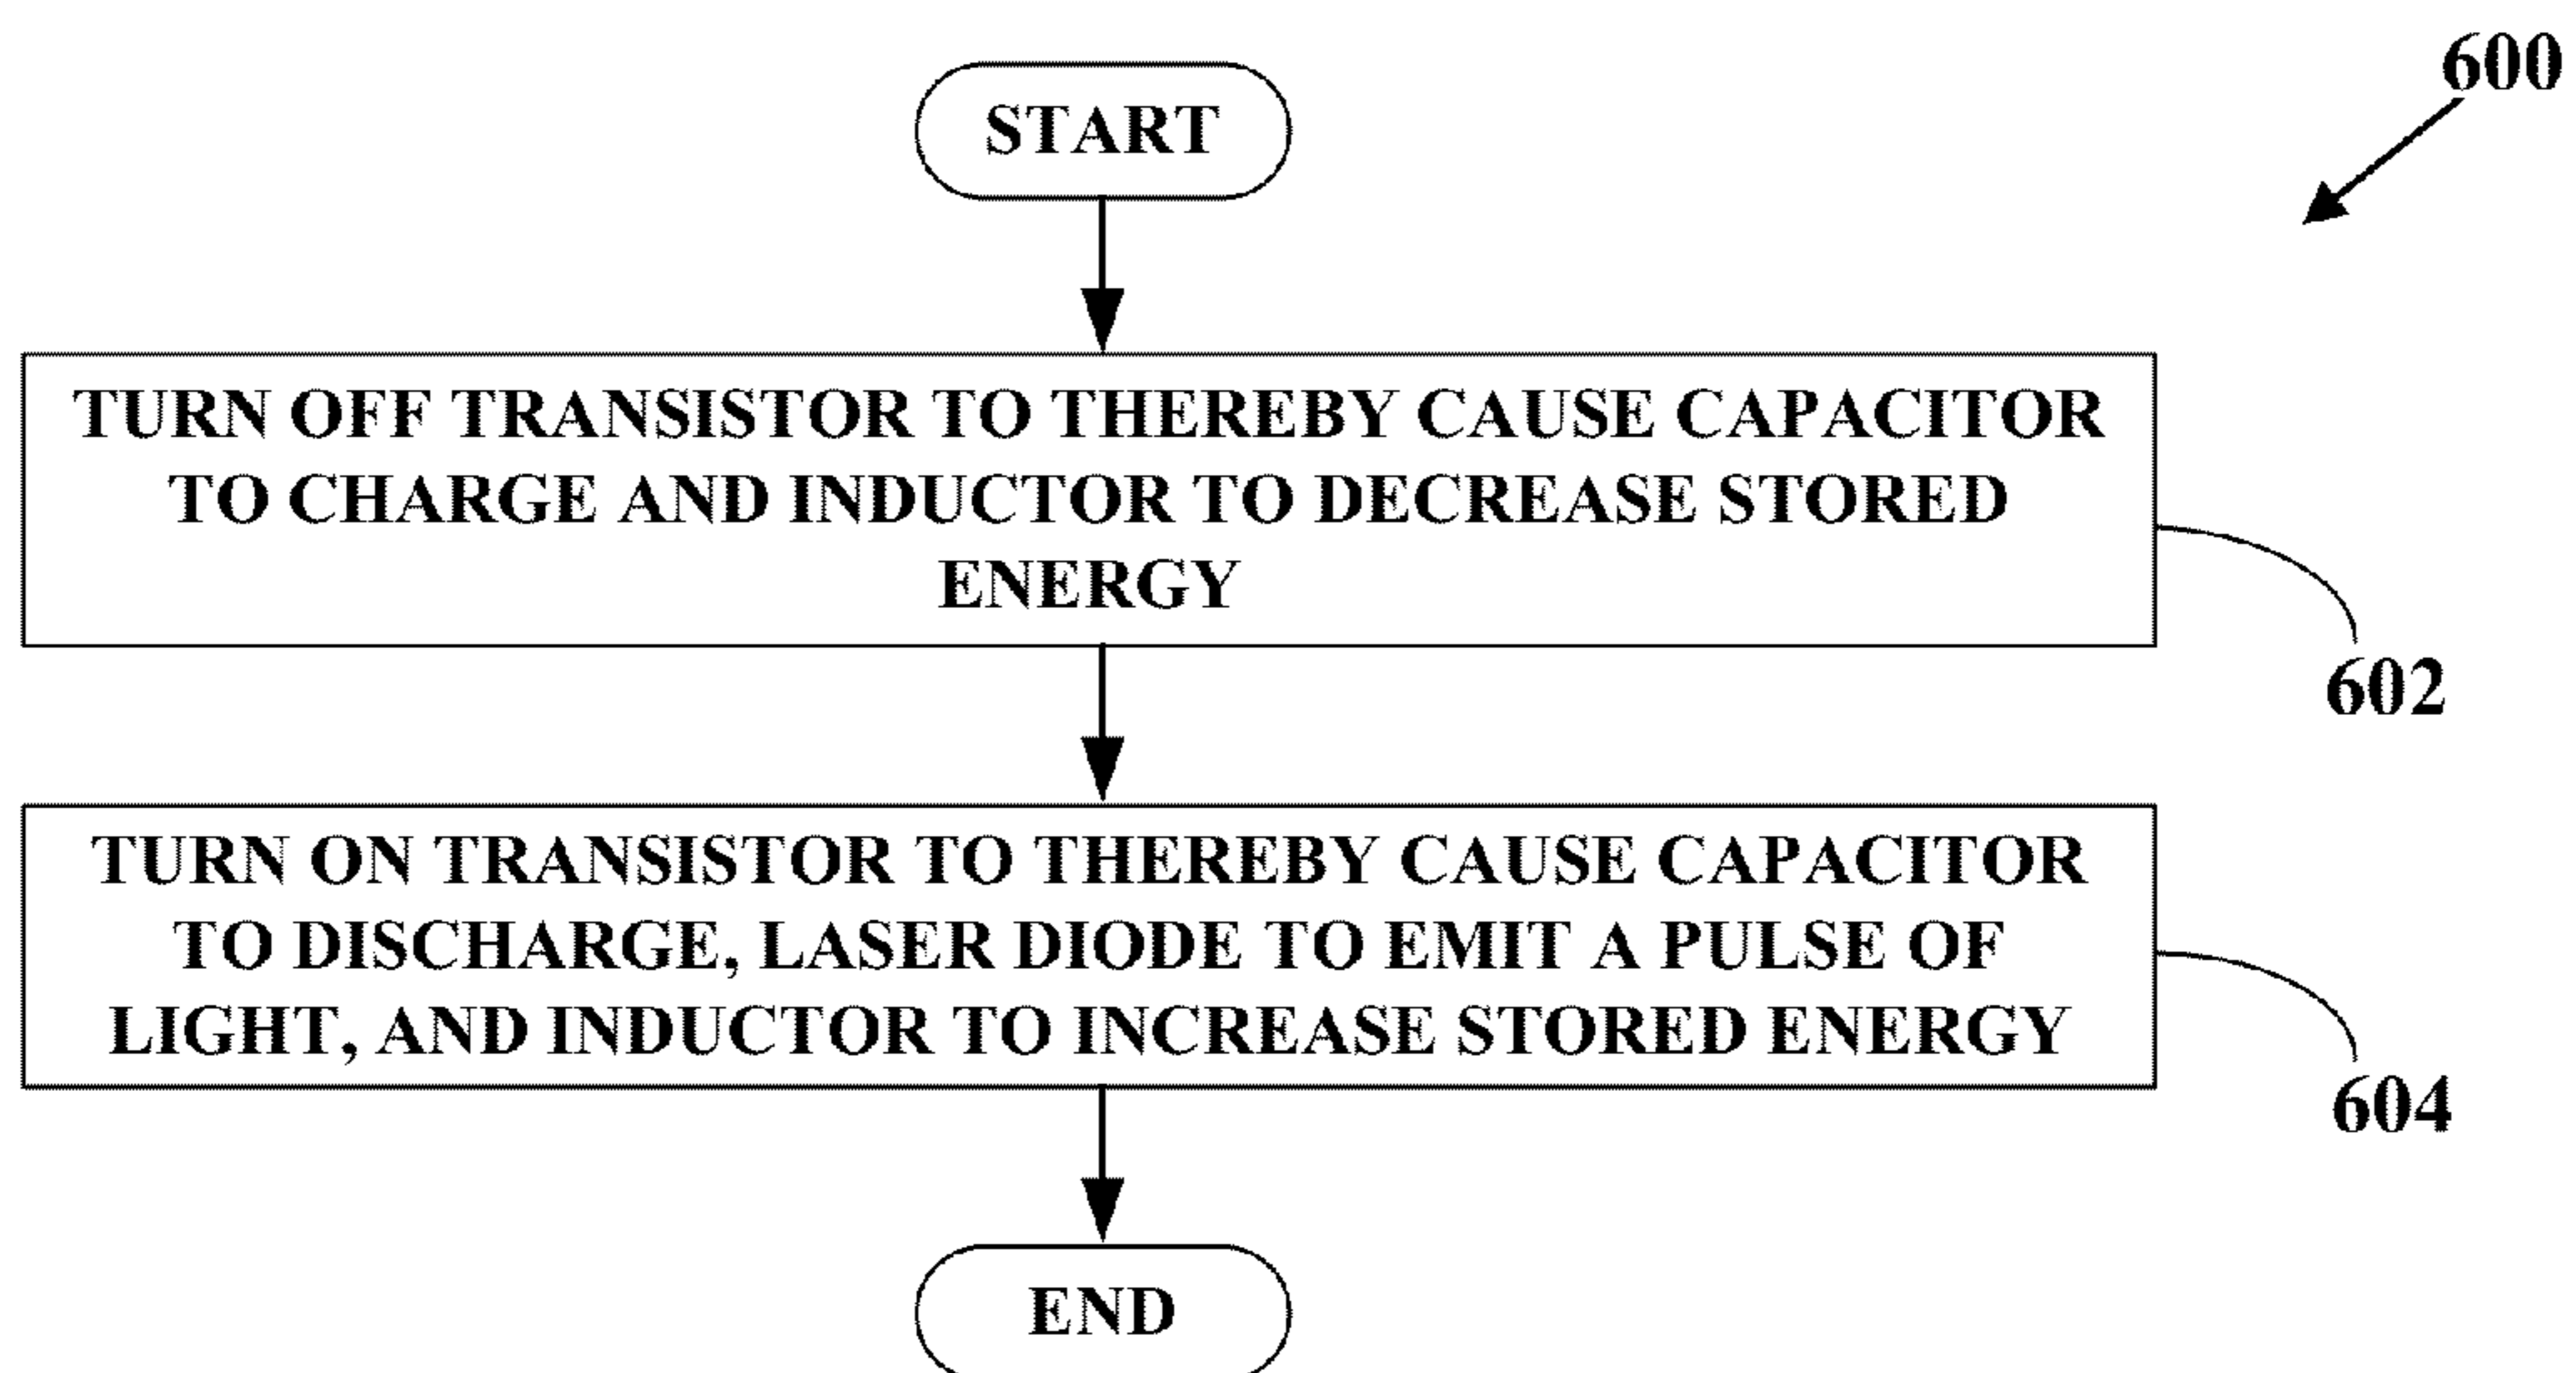 600
START
TURN OFF TRANSISTOR TO THEREBY CAUSE CAPACITOR
TO CHARGE AND INDUCTOR TO DECREASE STORED
ENERGY
602
TURN ON TRANSISTOR TO THEREBY CAUSE CAPACITOR
TO DISCHARGE, LASER DIODE TO EMIT A PULSE OF
LIGHT, AND INDUCTOR TO INCREASE STORED ENERGY
604
END